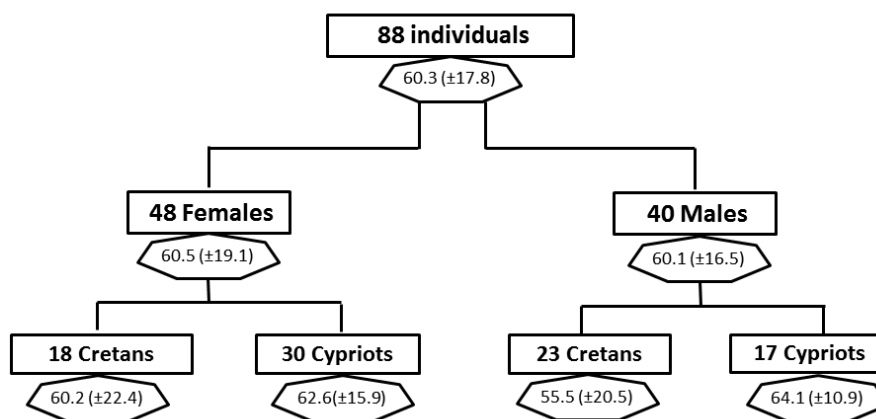 88 individuals
60.3 (±17.8)
48 Females
40 Males
60.5 (±19.1)
60.1 (±16.5)
18 Cretans
30 Cypriots
23 Cretans
17 Cypriots
60.2 (±22.4)
62.6(±15.9)
55.5 (±20.5)
64.1 (±10.9)